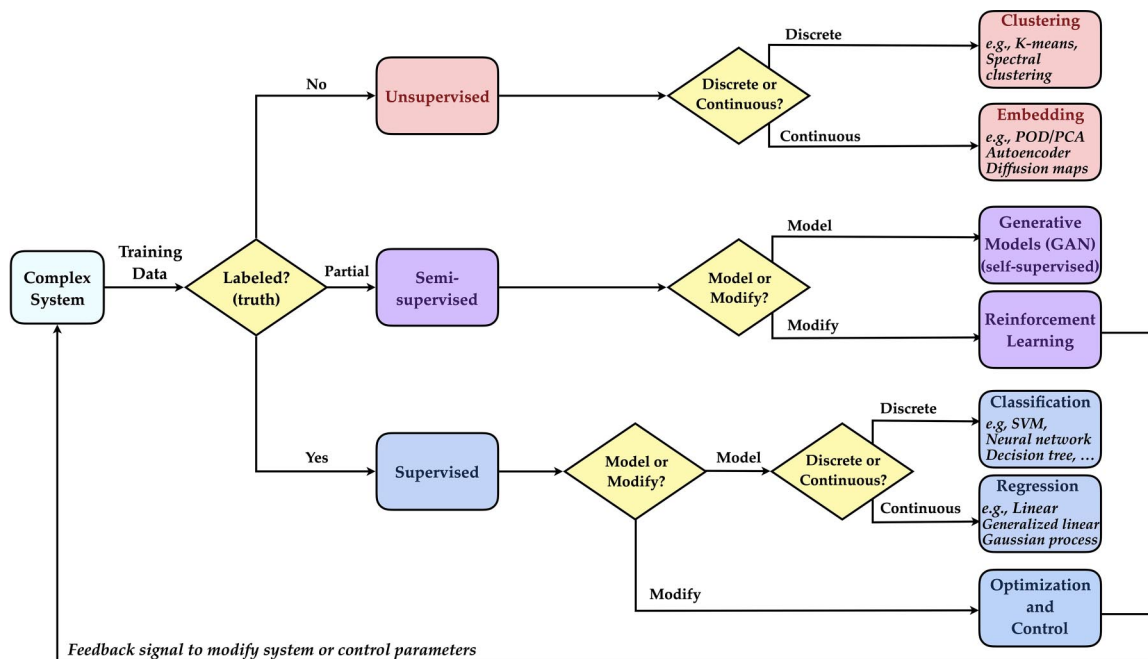 Complex
System
Training
Data
Labeled?
(truth)
No
Unsupervised
Discrete or
Continuous?
Discrete
Clustering
e.g., K-means,
Spectral
clustering
Continuous
Embedding
e.g., POD/PCA
Autoencoder
Diffusion maps
Partial
Semi-
supervised
Model or
Modify?
Model
Generative
Models (GAN)
(self-supervised)
Modify
Reinforcement
Learning
Yes
Supervised
Model or
Modify?
Model
Discrete or
Continuous?
Discrete
Classification
e.g, SVM,
Neural network
Decision tree, ...
Continuous
Regression
e.g., Linear
Generalized linear
Gaussian process
Modify
Optimization
and
Control
Feedback signal to modify system or control parameters